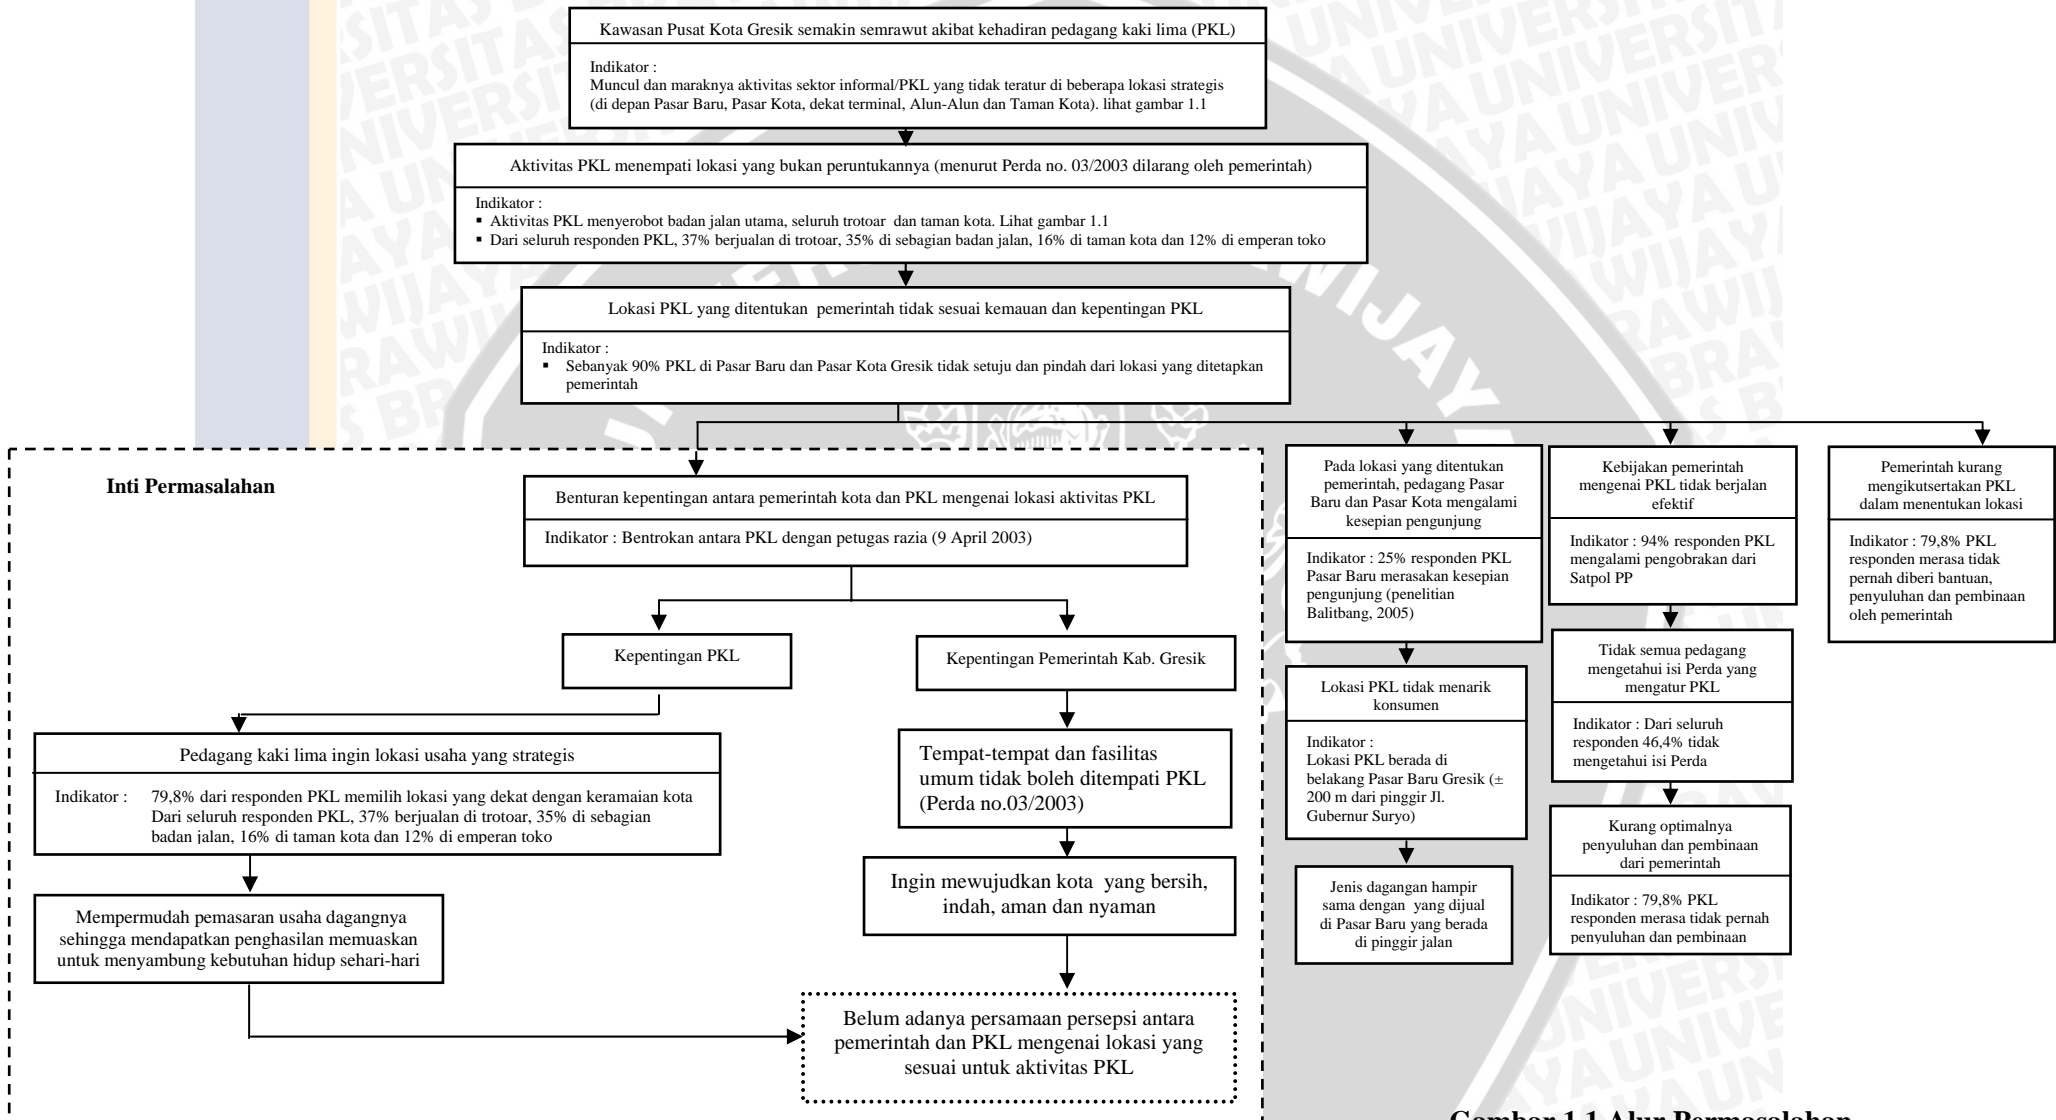 Kawasan Pusat Kota Gresik semakin semrawut akibat kehadiran pedagang kaki lima (PKL)
Indikator :
Muncul dan maraknya aktivitas sektor informal/PKL yang tidak teratur di beberapa lokasi strategis
(di depan Pasar Baru, Pasar Kota, dekat terminal, Alun-Alun dan Taman Kota). lihat gambar 1.1
Aktivitas PKL menempati lokasi yang bukan peruntukannya (menurut Perda no. 03/2003 dilarang oleh pemerintah)
Indikator :
▪ Aktivitas PKL menyerobot badan jalan utama, seluruh trotoar dan taman kota. Lihat gambar 1.1
▪ Dari seluruh responden PKL, 37% berjualan di trotoar, 35% di sebagian badan jalan, 16% di taman kota dan 12% di emperan toko
Lokasi PKL yang ditentukan pemerintah tidak sesuai kemauan dan kepentingan PKL
Indikator :
▪ Sebanyak 90% PKL di Pasar Baru dan Pasar Kota Gresik tidak setuju dan pindah dari lokasi yang ditetapkan
pemerintah
Inti Permasalahan
Benturan kepentingan antara pemerintah kota dan PKL mengenai lokasi aktivitas PKL
Indikator : Bentrokan antara PKL dengan petugas razia (9 April 2003)
Kepentingan PKL
Kepentingan Pemerintah Kab. Gresik
Pedagang kaki lima ingin lokasi usaha yang strategis
Indikator : 79,8% dari responden PKL memilih lokasi yang dekat dengan keramaian kota
Dari seluruh responden PKL, 37% berjualan di trotoar, 35% di sebagian
badan jalan, 16% di taman kota dan 12% di emperan toko
Mempermudah pemasaran usaha dagangnya
sehingga mendapatkan penghasilan memuaskan
untuk menyambung kebutuhan hidup sehari-hari
Tempat-tempat dan fasilitas
umum tidak boleh ditempati PKL
(Perda no.03/2003)
Ingin mewujudkan kota yang bersih,
indah, aman dan nyaman
Belum adanya persamaan persepsi antara
pemerintah dan PKL mengenai lokasi yang
sesuai untuk aktivitas PKL
Pada lokasi yang ditentukan
pemerintah, pedagang Pasar
Baru dan Pasar Kota mengalami
kesepian pengunjung
Indikator : 25% responden PKL
Pasar Baru merasakan kesepian
pengunjung (penelitian
Balitbang, 2005)
Lokasi PKL tidak menarik
konsumen
Indikator :
Lokasi PKL berada di
belakang Pasar Baru Gresik (±
200 m dari pinggir Jl.
Gubernur Suryo)
Jenis dagangan hampir
sama dengan yang dijual
di Pasar Baru yang berada
di pinggir jalan
Kebijakan pemerintah
mengenai PKL tidak berjalan
efektif
Indikator : 94% responden PKL
mengalami pengobrakan dari
Satpol PP
Tidak semua pedagang
mengetahui isi Perda yang
mengatur PKL
Indikator : Dari seluruh
responden 46,4% tidak
mengetahui isi Perda
Kurang optimalnya
penyuluhan dan pembinaan
dari pemerintah
Indikator : 79,8% PKL
responden merasa tidak pernah
penyuluhan dan pembinaan
Pemerintah kurang
mengikutsertakan PKL
dalam menentukan lokasi
Indikator : 79,8% PKL
responden merasa tidak
pernah diberi bantuan,
penyuluhan dan pembinaan
oleh pemerintah
Gambar 1.1 Alur Permasalahan